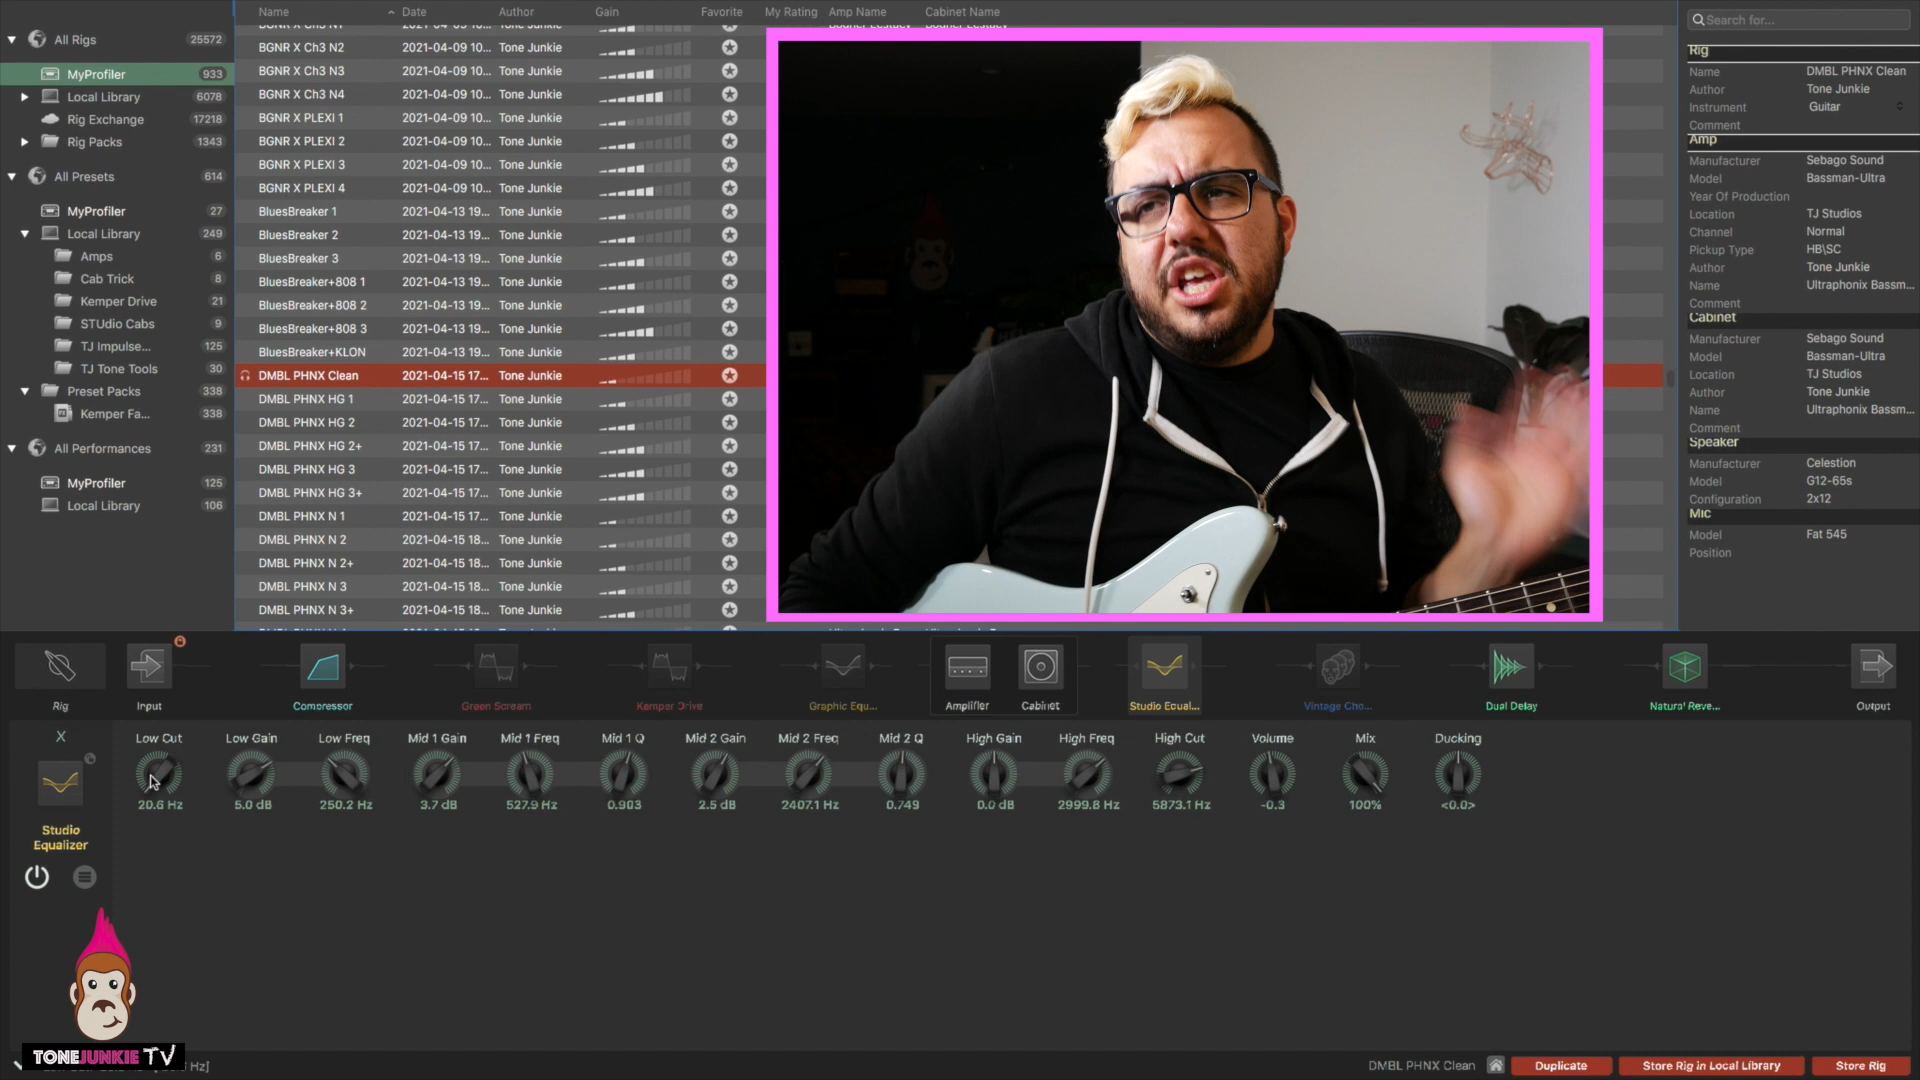 Name Date Author Gain Favorite My Rating Amp Name Cabinet Name
All Rigs 25572
MyProfiler 933
Local Library 6078
Rig Exchange 17218
Rig Packs 1343
All Presets 614
MyProfiler 27
Local Library 249
Amps 6
Cab Trick 8
Kemper Drive 21
STUdio Cabs 9
TJ Impulse... 125
TJ Tone Tools 30
Preset Packs 338
Kemper Fa... 338
All Performances 231
MyProfiler 125
Local Library 106
BGNR X Ch3 N2 2021-04-09 10... Tone Junkie
BGNR X Ch3 N3 2021-04-09 10... Tone Junkie
BGNR X Ch3 N4 2021-04-09 10... Tone Junkie
BGNR X PLEXI 1 2021-04-09 10... Tone Junkie
BGNR X PLEXI 2 2021-04-09 10... Tone Junkie
BGNR X PLEXI 3 2021-04-09 10... Tone Junkie
BGNR X PLEXI 4 2021-04-09 10... Tone Junkie
BluesBreaker 1 2021-04-13 19... Tone Junkie
BluesBreaker 2 2021-04-13 19... Tone Junkie
BluesBreaker 3 2021-04-13 19... Tone Junkie
BluesBreaker+808 1 2021-04-13 19... Tone Junkie
BluesBreaker+808 2 2021-04-13 19... Tone Junkie
BluesBreaker+808 3 2021-04-13 19... Tone Junkie
BluesBreaker+KLON 2021-04-13 19... Tone Junkie
DMBL PHNX Clean 2021-04-15 17... Tone Junkie
DMBL PHNX HG 1 2021-04-15 17... Tone Junkie
DMBL PHNX HG 2 2021-04-15 17... Tone Junkie
DMBL PHNX HG 2+ 2021-04-15 17... Tone Junkie
DMBL PHNX HG 3 2021-04-15 17... Tone Junkie
DMBL PHNX HG 3+ 2021-04-15 17... Tone Junkie
DMBL PHNX N 1 2021-04-15 17... Tone Junkie
DMBL PHNX N 2 2021-04-15 18... Tone Junkie
DMBL PHNX N 2+ 2021-04-15 18... Tone Junkie
DMBL PHNX N 3 2021-04-15 18... Tone Junkie
DMBL PHNX N 3+ 2021-04-15 18... Tone Junkie
Search for...
Rig
Name DMBL PHNX Clean
Author Tone Junkie
Instrument Guitar
Comment
Amp
Manufacturer Sebago Sound
Model Bassman-Ultra
Year Of Production
Location TJ Studios
Channel Normal
Pickup Type HB\SC
Author Tone Junkie
Name Ultraphonix Bassm...
Comment
Cabinet
Manufacturer Sebago Sound
Model Bassman-Ultra
Location TJ Studios
Author Tone Junkie
Name Ultraphonix Bassm...
Comment
Speaker
Manufacturer Celestion
Model G12-65s
Configuration 2x12
Mic
Model Fat 545
Position
Rig Input Compressor Green Scream Kemper Drive Graphic Equ... Amplifier Cabinet Studio Equal... Vintage Cho... Dual Delay Natural Reve... Output
X Low Cut Low Gain Low Freq Mid 1 Gain Mid 1 Freq Mid 1 Q Mid 2 Gain Mid 2 Freq Mid 2 Q High Gain High Freq High Cut Volume Mix Ducking
20.6 Hz 5.0 dB 250.2 Hz 3.7 dB 527.9 Hz 0.903 2.5 dB 2407.1 Hz 0.749 0.0 dB 2999.8 Hz 5873.1 Hz -0.3 100% <0.0>
Studio
Equalizer
TONEJUNKIE TV
DMBL PHNX Clean Duplicate Store Rig in Local Library Store Rig